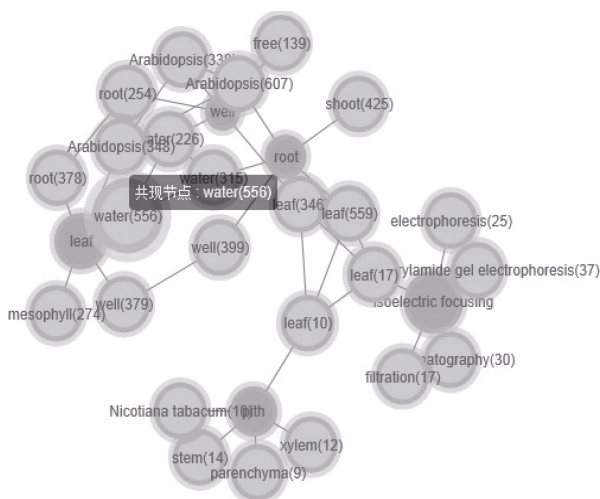 free(139)
Arabidopsis(338)
Arabidopsis(607)
root(254)
shoot(425)
well
ater(226)
Arabidopsis(348)
root
root(378)
water(315)
共现节点 : water(556)
leaf(346
leaf(559)
water(556)
electrophoresis(25)
leaf
well(399)
rylamide gel electrophoresis(37)
leaf(17)
isoelectric focusing
well(379)
mesophyll(274)
leaf(10)
atography(30)
filtration(17)
Nicotiana tabacum(10)
pith
xylem(12)
stem(14)
parenchyma(9)